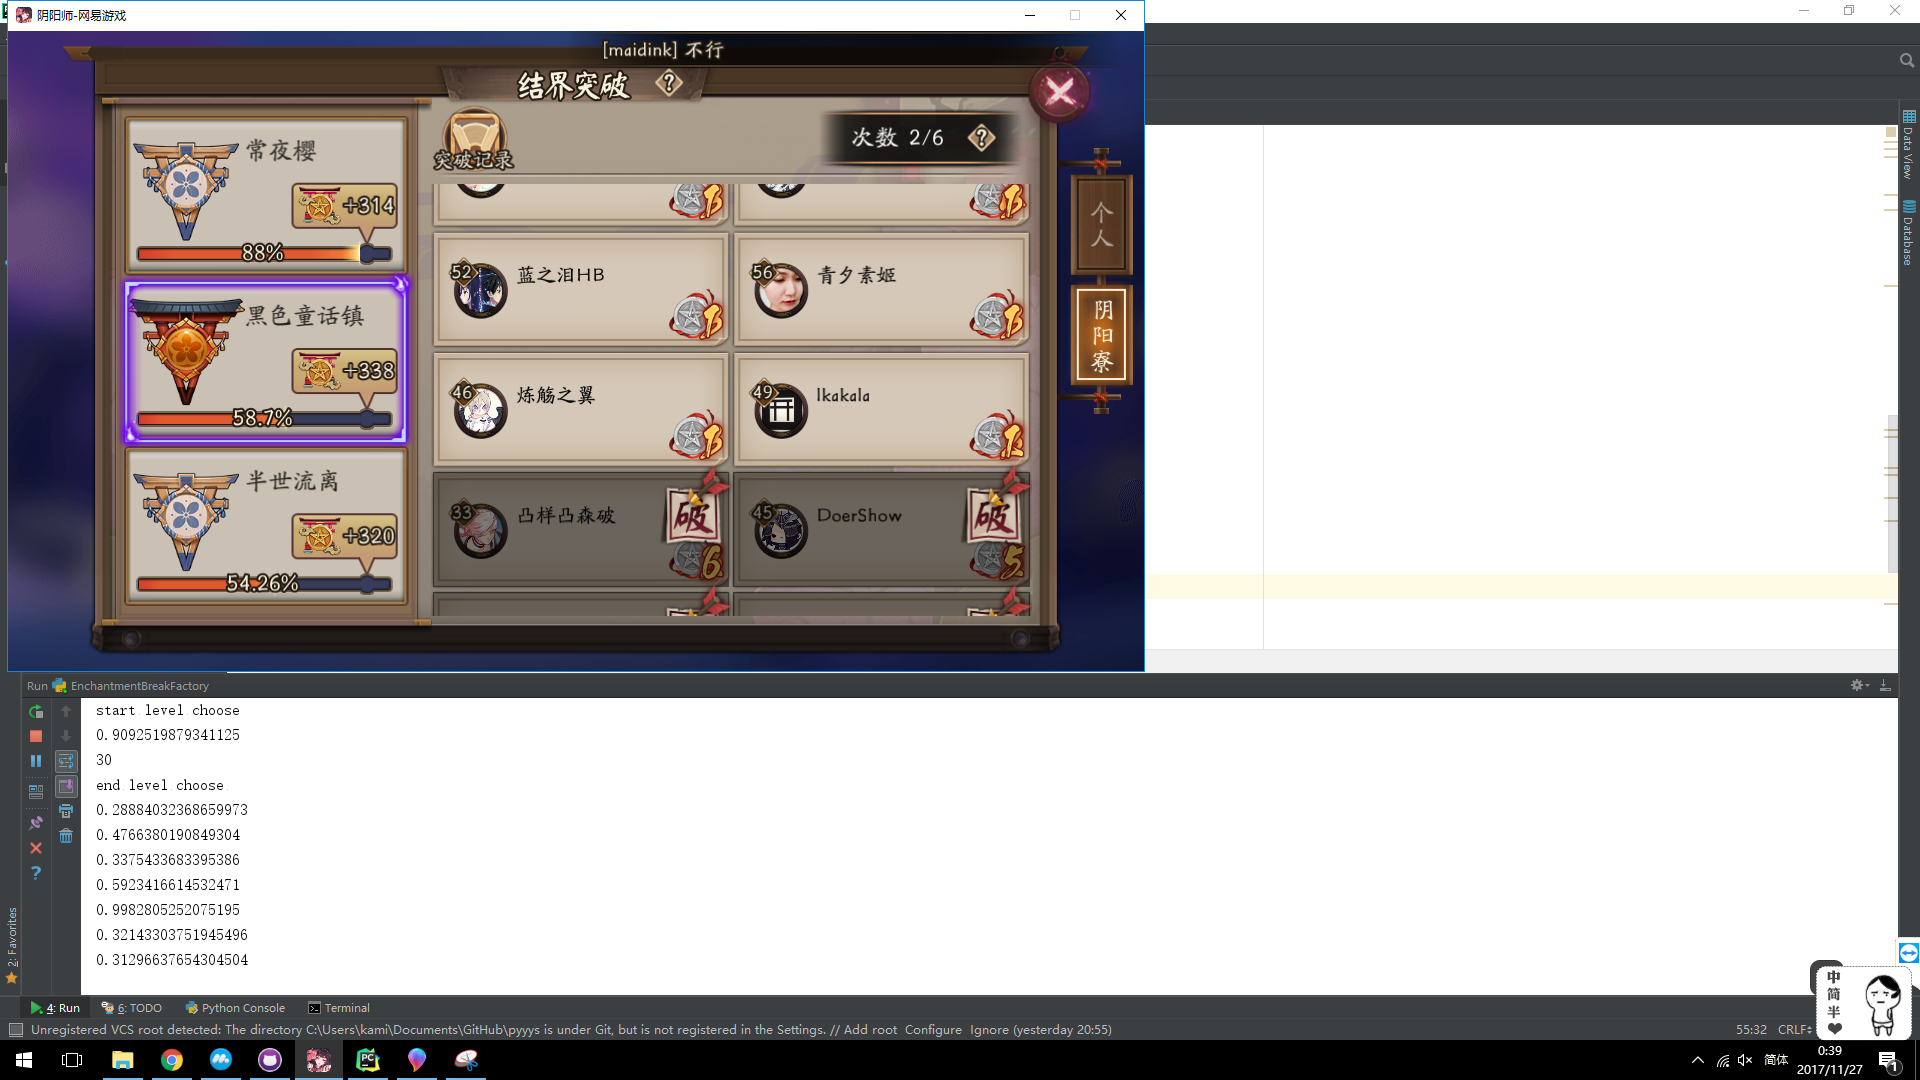 阴阳师-网易游戏
[maidink] 不行
结界突破 ?
突破记录
次数 2/6 ?
常夜樱
+314
88%
黑色童话镇
+338
58.7%
半世流离
+320
54.26%
52 蓝之泪HB
56 青夕素姬
46 炼觞之翼
49 lkakala
33 凸样凸森破
破
6
45 DoerShow
破
5
个人
阴阳寮
Data View
Database
Run EnchantmentBreakFactory
start level choose
0.9092519879341125
30
end level choose
0.28884032368659973
0.4766380190849304
0.3375433683395386
0.5923416614532471
0.9982805252075195
0.32143303751945496
0.31296637654304504
2: Favorites
4: Run
6: TODO
Python Console
Terminal
Unregistered VCS root detected: The directory C:\Users\kami\Documents\GitHub\pyyys is under Git, but is not registered in the Settings. // Add root Configure Ignore (yesterday 20:55)
55:32 CRLF
中
简
半
简体
0:39
2017/11/27
1